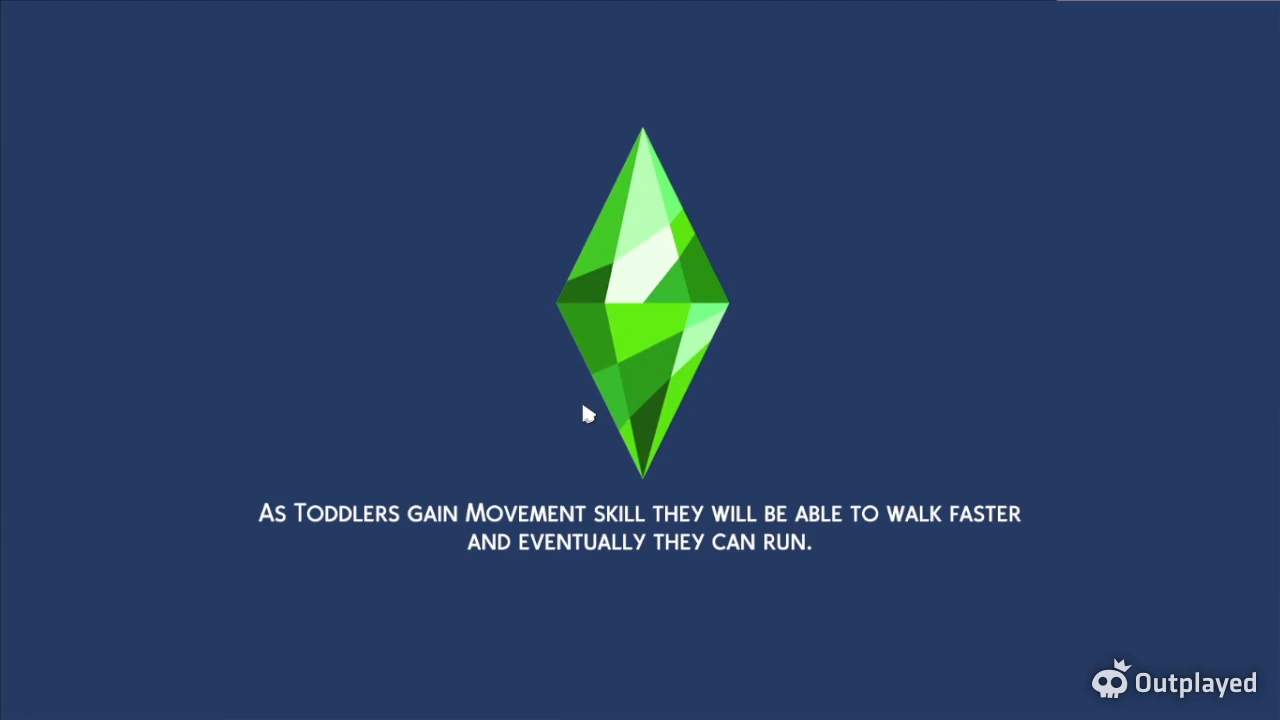 As Toddlers gain Movement skill they will be able to walk faster
and eventually they can run.
Outplayed